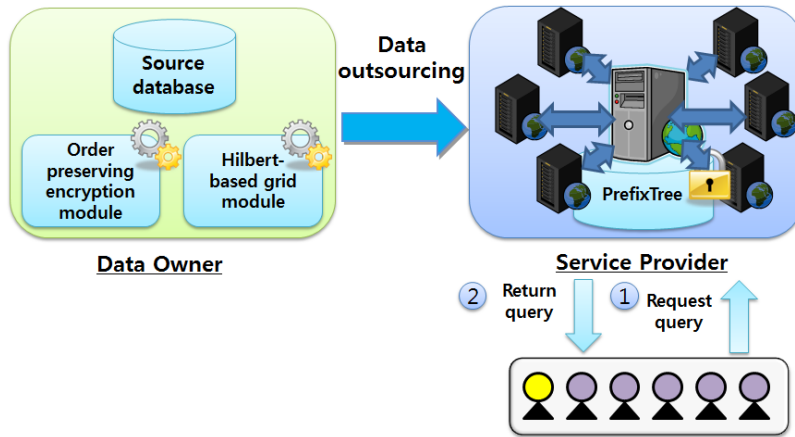 Source
database
Order
preserving
encryption
module
Hilbert-
based grid
module
Data Owner
Data
outsourcing
PrefixTree
Service Provider
2
Return
query
1
Request
query